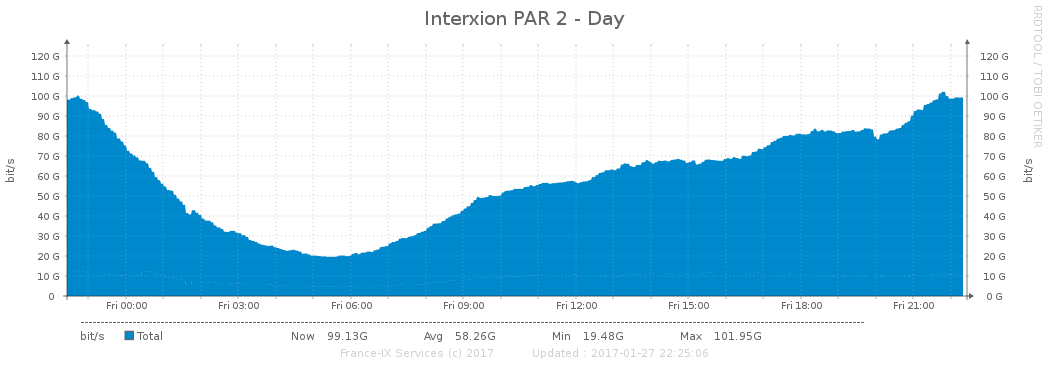 Interxion PAR 2 - Day
RRDTOOL / TOBI OETIKER
bit/s
120 G
110 G
100 G
90 G
80 G
70 G
60 G
50 G
40 G
30 G
20 G
10 G
0
120 G
110 G
100 G
90 G
80 G
70 G
60 G
50 G
40 G
30 G
20 G
10 G
0 G
bit/s
Fri 00:00 Fri 03:00 Fri 06:00 Fri 09:00 Fri 12:00 Fri 15:00 Fri 18:00 Fri 21:00
bit/s Total Now 99.13G Avg 58.26G Min 19.48G Max 101.95G
France-IX Services (c) 2017 Updated : 2017-01-27 22:25:06